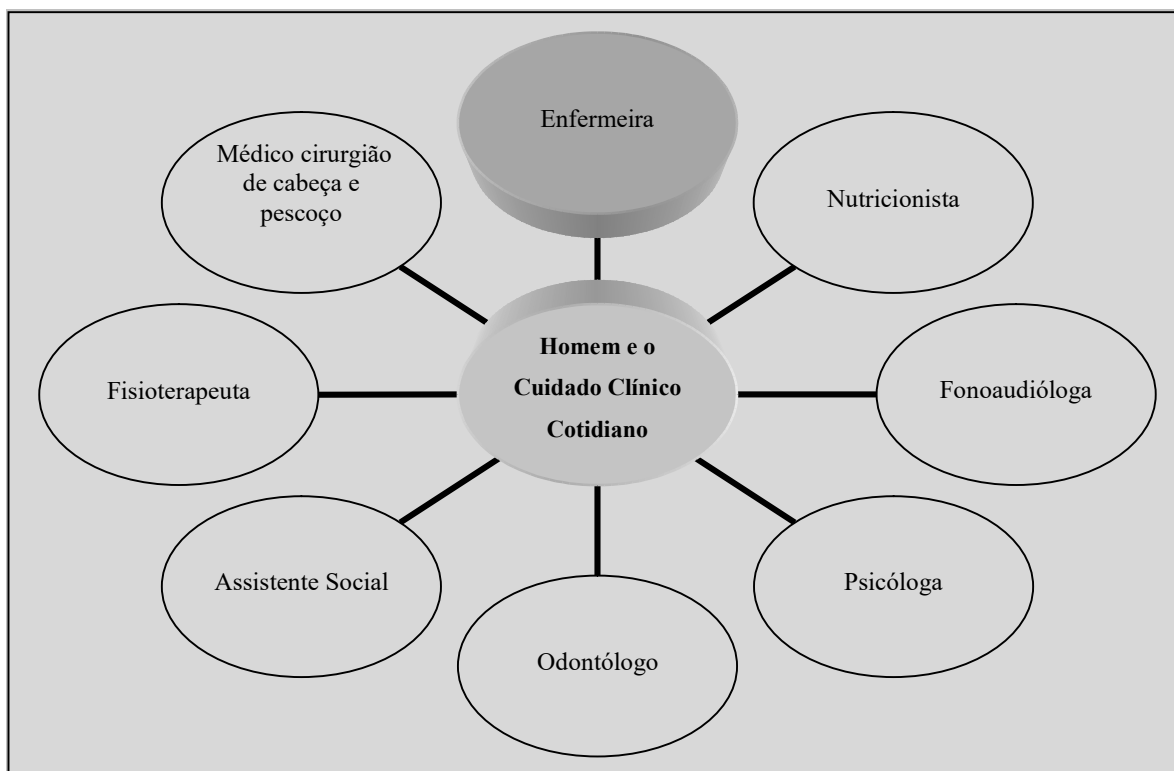 Enfermeira
Médico cirurgião
de cabeça e
pescoço
Nutricionista
Homem e o
Cuidado Clínico
Cotidiano
Fisioterapeuta
Fonoaudióloga
Assistente Social
Psicóloga
Odontólogo